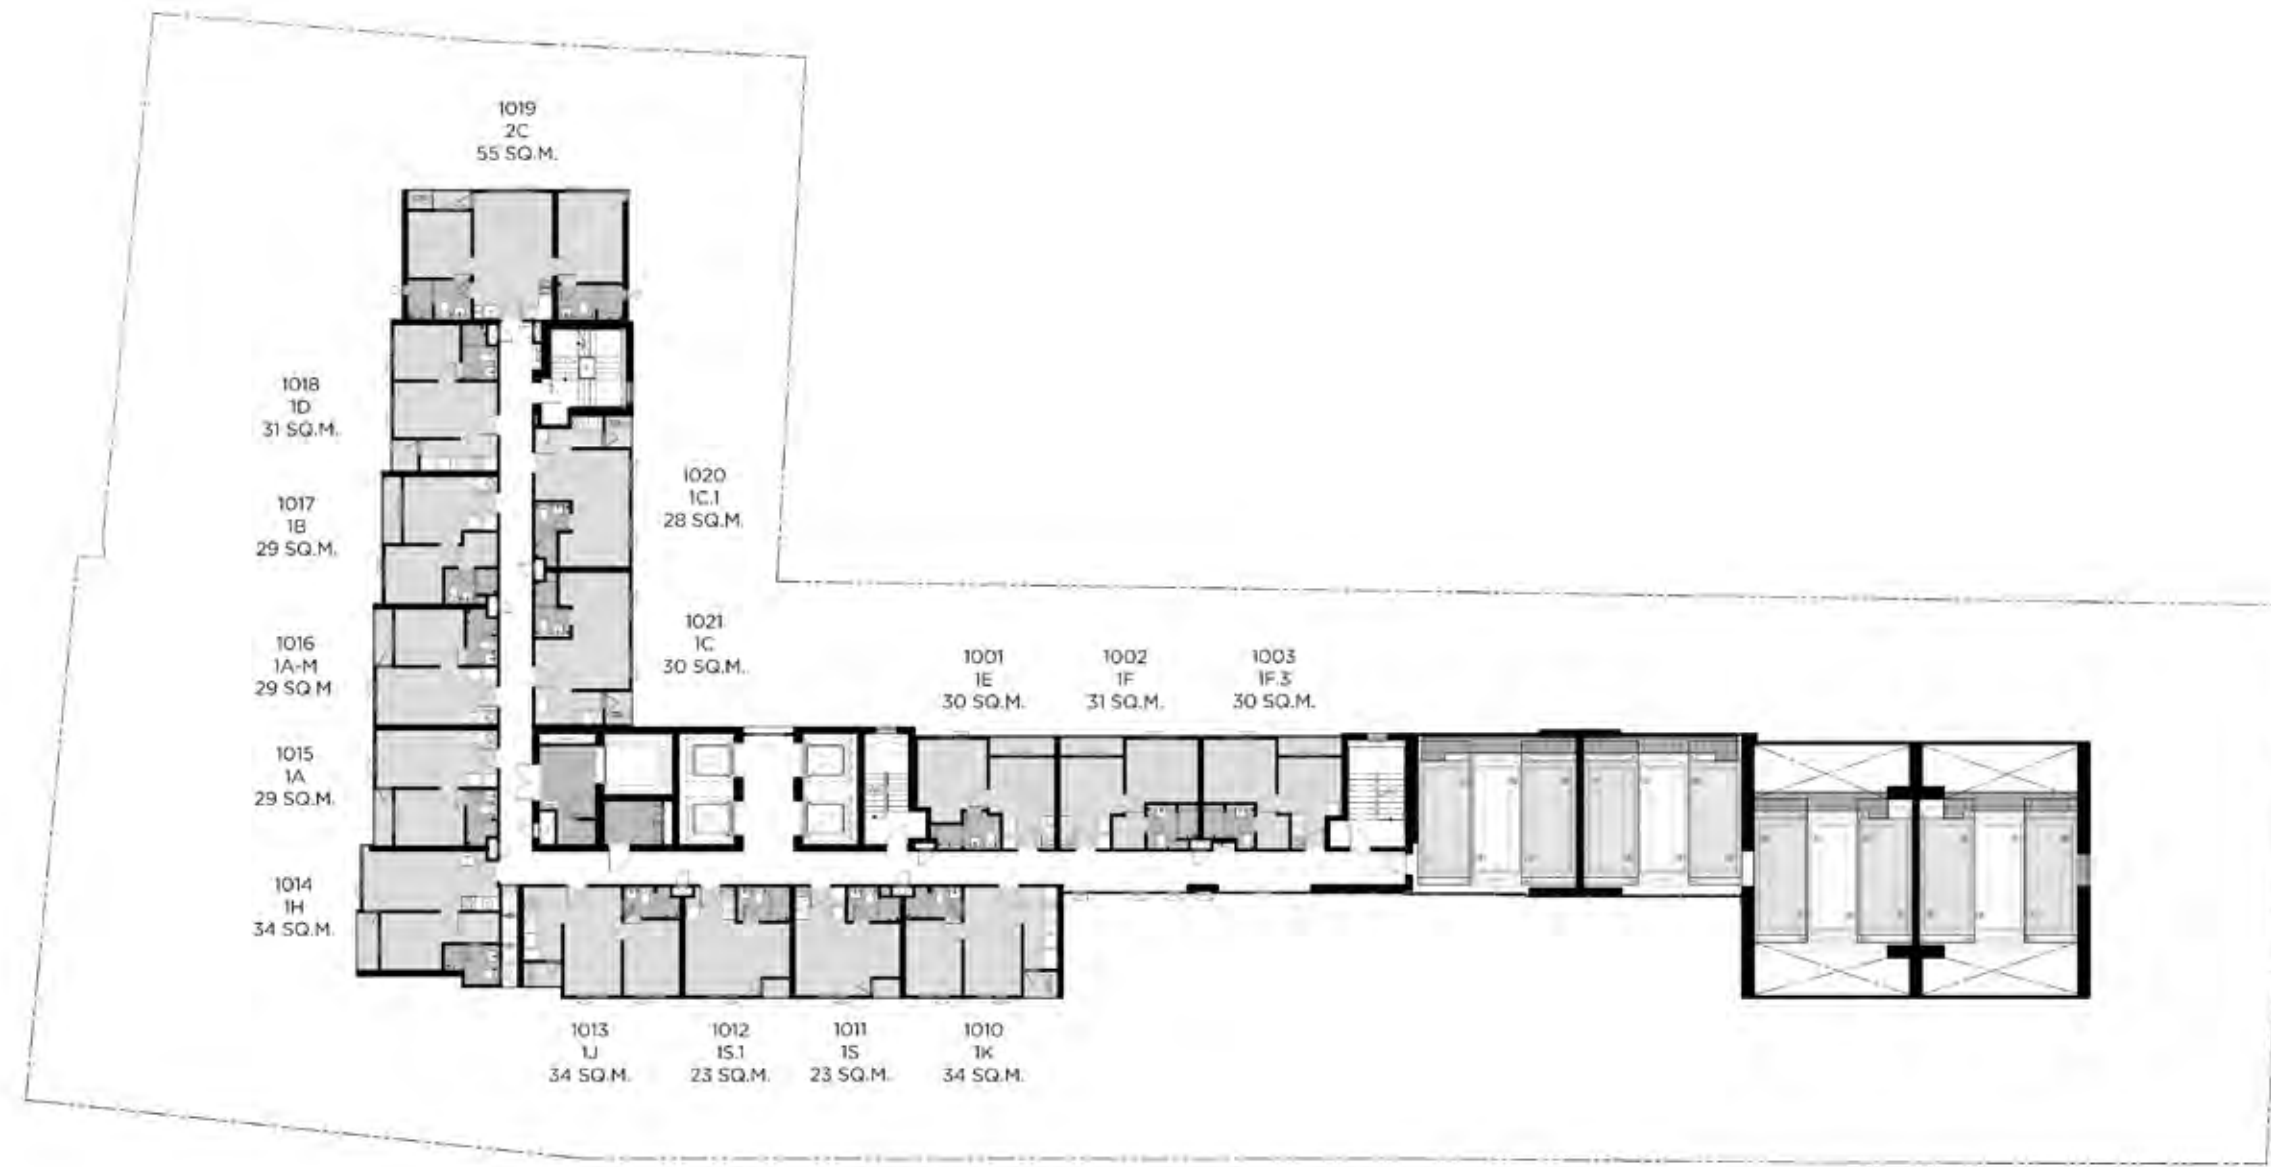 1019
2C
55 SQ.M.
1018
1D
31 SQ.M.
1020
1C.1
28 SQ.M.
1017
1B
29 SQ.M.
1021
1C
30 SQ.M.
1016
1A-M
29 SQ M
1001
1E
30 SQ.M.
1002
1F
31 SQ.M.
1003
1F.3
30 SQ.M.
1015
1A
29 SQ.M.
1014
1H
34 SQ.M.
1013
1J
34 SQ.M.
1012
1S.1
23 SQ.M.
1011
1S
23 SQ.M.
1010
1K
34 SQ.M.